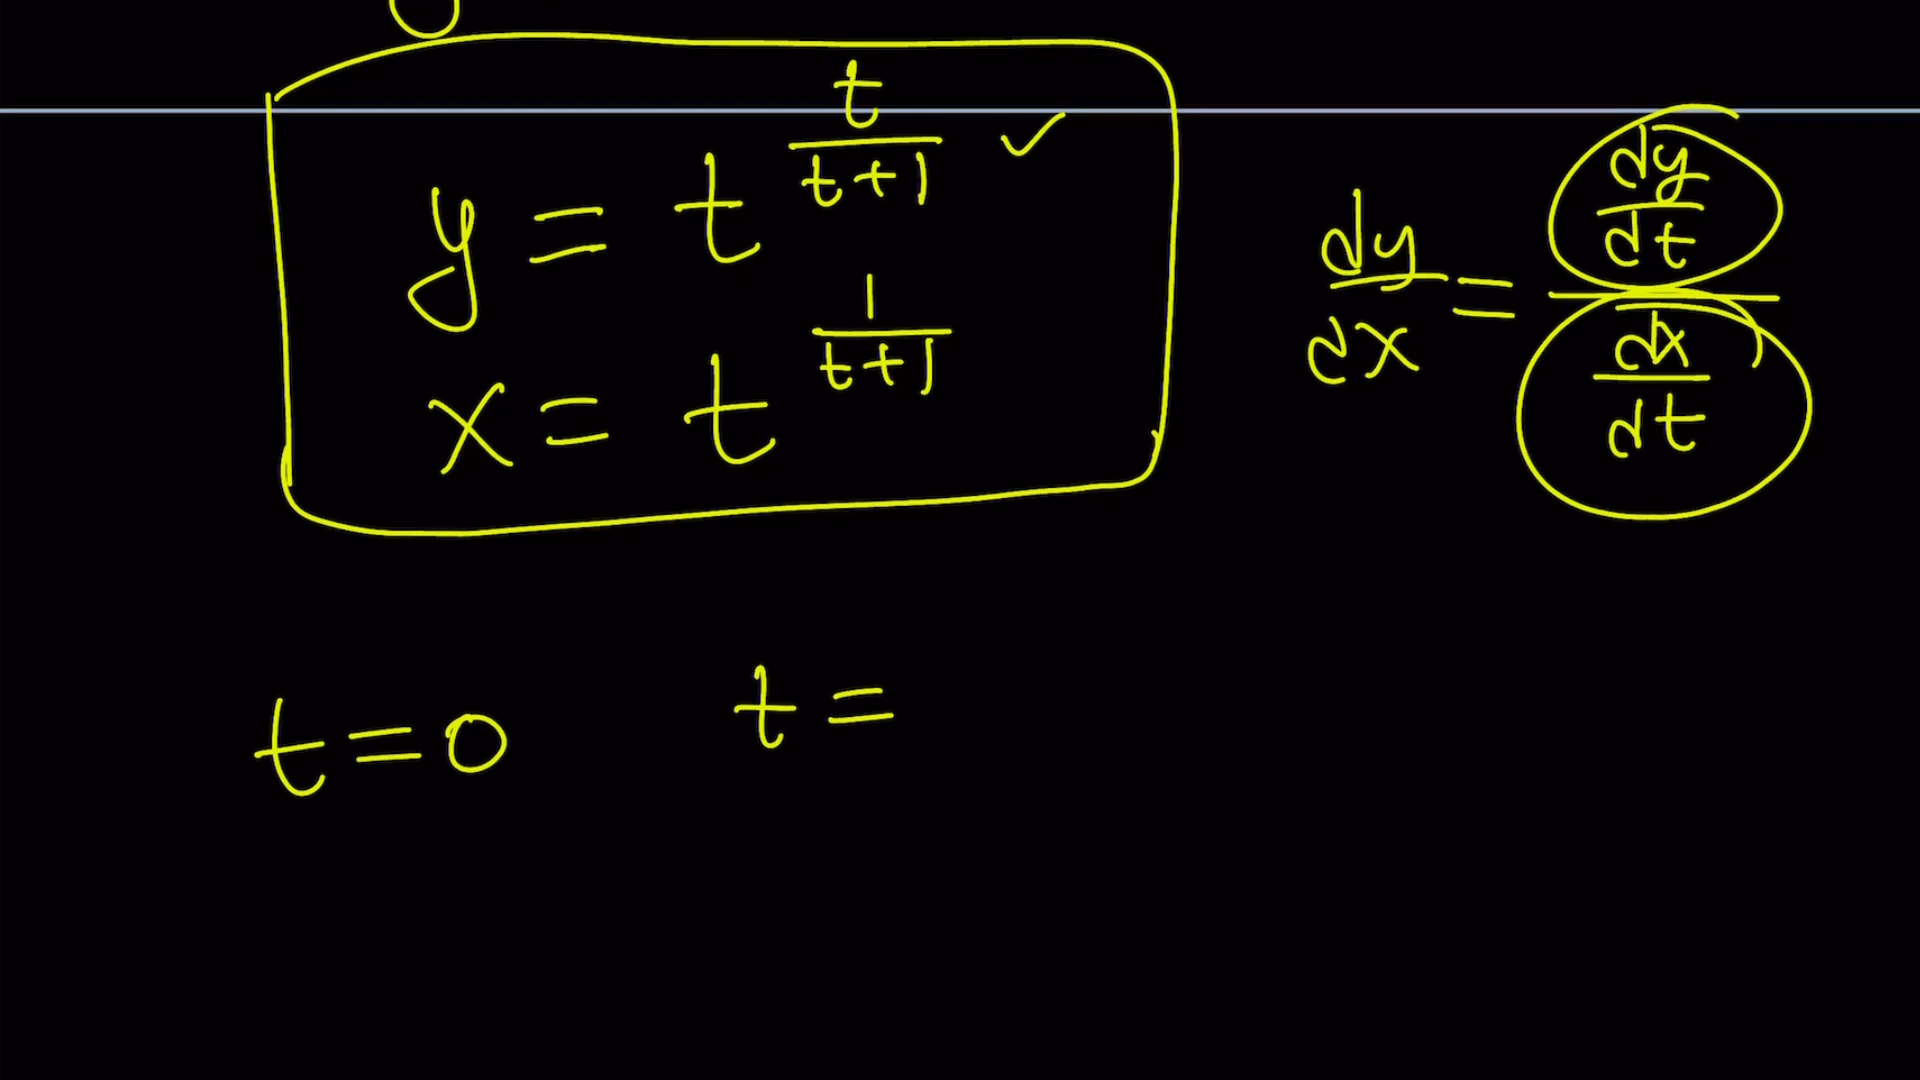 y = t^(t/(t+1)) ✓
x = t^(1/(t+1))
dy/dx = (dy/dt)/(dx/dt)
t=0 t=